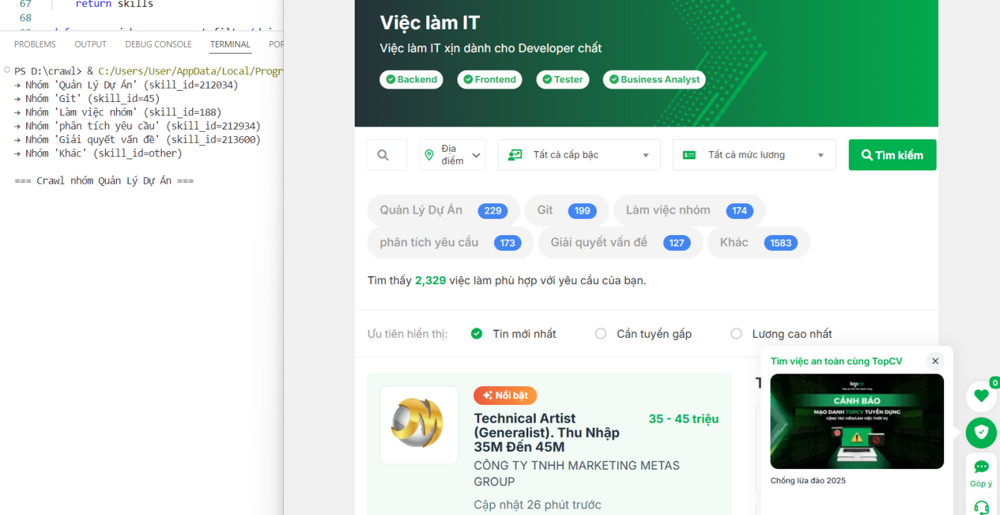 67 return skills
68
PROBLEMS OUTPUT DEBUG CONSOLE TERMINAL POR
PS D:\crawl> & C:/Users/User/AppData/Local/Progr
→ Nhóm 'Quản Lý Dự Án' (skill_id=212034)
→ Nhóm 'Git' (skill_id=45)
→ Nhóm 'Làm việc nhóm' (skill_id=188)
→ Nhóm 'phân tích yêu cầu' (skill_id=212934)
→ Nhóm 'Giải quyết vấn đề' (skill_id=213600)
→ Nhóm 'Khác' (skill_id=other)
=== Crawl nhóm Quản Lý Dự Án ===
Việc làm IT
Việc làm IT xịn dành cho Developer chất
Backend Frontend Tester Business Analyst
Địa
điểm
Tất cả cấp bậc
Tất cả mức lương
Tìm kiếm
Quản Lý Dự Án 229 Git 199 Làm việc nhóm 174
phân tích yêu cầu 173 Giải quyết vấn đề 127 Khác 1583
Tìm thấy 2,329 việc làm phù hợp với yêu cầu của bạn.
Ưu tiên hiển thị: Tin mới nhất Cần tuyển gấp Lương cao nhất
Nổi bật
Technical Artist
(Generalist). Thu Nhập
35M Đến 45M
35 - 45 triệu
CÔNG TY TNHH MARKETING METAS
GROUP
Cập nhật 26 phút trước
Tìm việc an toàn cùng TopCV
topcv
CẢNH BÁO
MẠO DANH TOPCV TUYỂN DỤNG
CỘNG TÁC VIÊN/LÀM VIỆC THỜI VỤ
Chống lừa đảo 2025
0
Góp ý